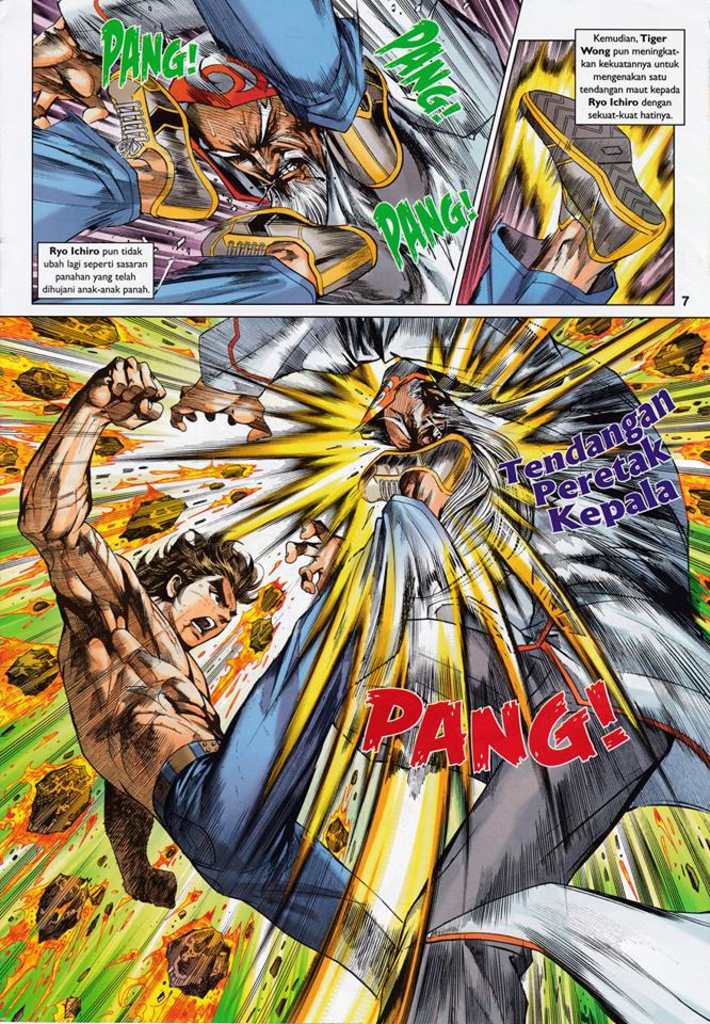 PANG!
PANG!
PANG!
Ryo Ichiro pun tidak
ubah lagi seperti sasaran
panahan yang telah
dihujani anak-anak panah.
Kemudian, Tiger
Wong pun meningkat-
kan kekuatannya untuk
mengenakan satu
tendangan maut kepada
Ryo Ichiro dengan
sekuat-kuat hatinya.
7
Tendangan
Peretak
Kepala
PANG!